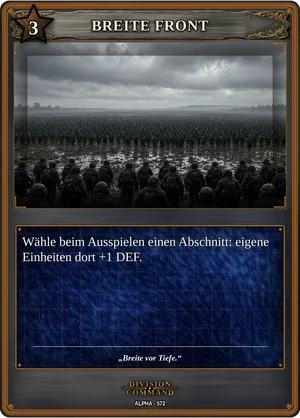 3
BREITE FRONT
Wähle beim Ausspielen einen Abschnitt: eigene
Einheiten dort +1 DEF.
„Breite vor Tiefe.“
DIVISION
COMMAND
ALPHA - 572